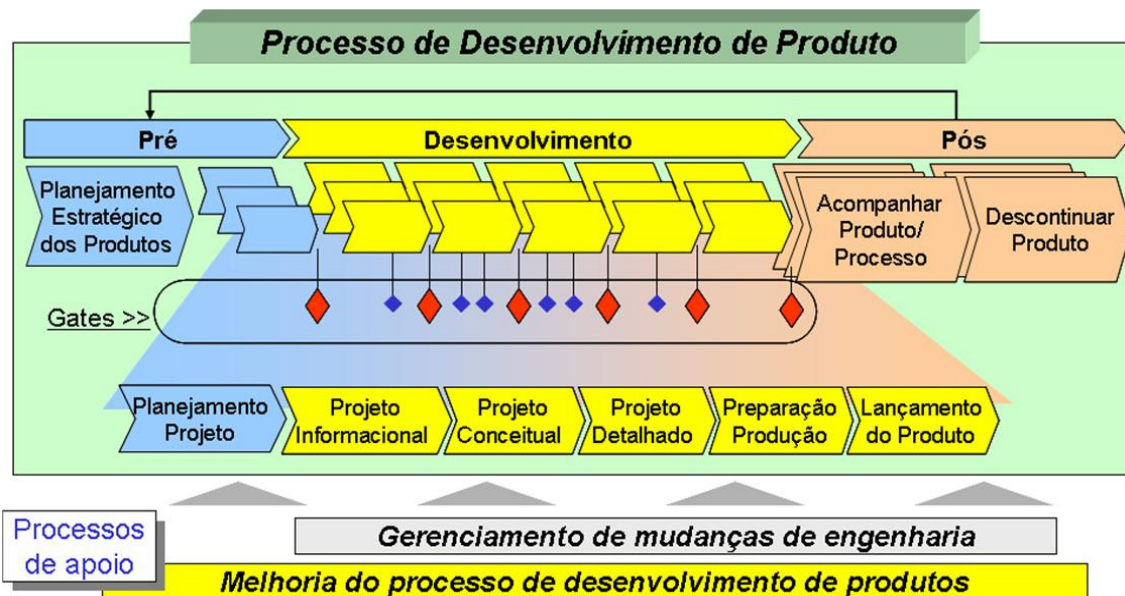 Processo de Desenvolvimento de Produto
Pré
Desenvolvimento
Pós
Planejamento
Estratégico
dos Produtos
Acompanhar
Produto/
Processo
Descontinuar
Produto
Gates >>
Planejamento
Projeto
Projeto
Informacional
Projeto
Conceitual
Projeto
Detalhado
Preparação
Produção
Lançamento
do Produto
Processos
de apoio
Gerenciamento de mudanças de engenharia
Melhoria do processo de desenvolvimento de produtos